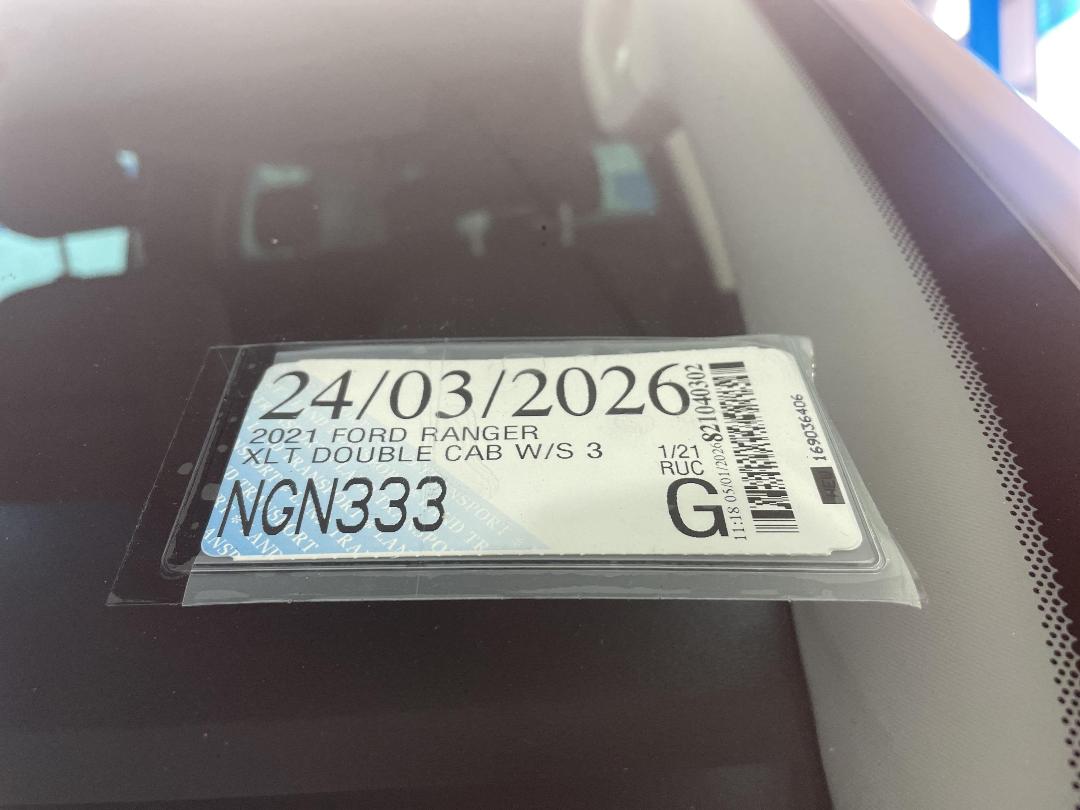 24/03/2026
2021 FORD RANGER
XLT DOUBLE CAB W/S 3
1/21
RUC
NGN333
G
11:18 05/01/2026
821040302
169036406